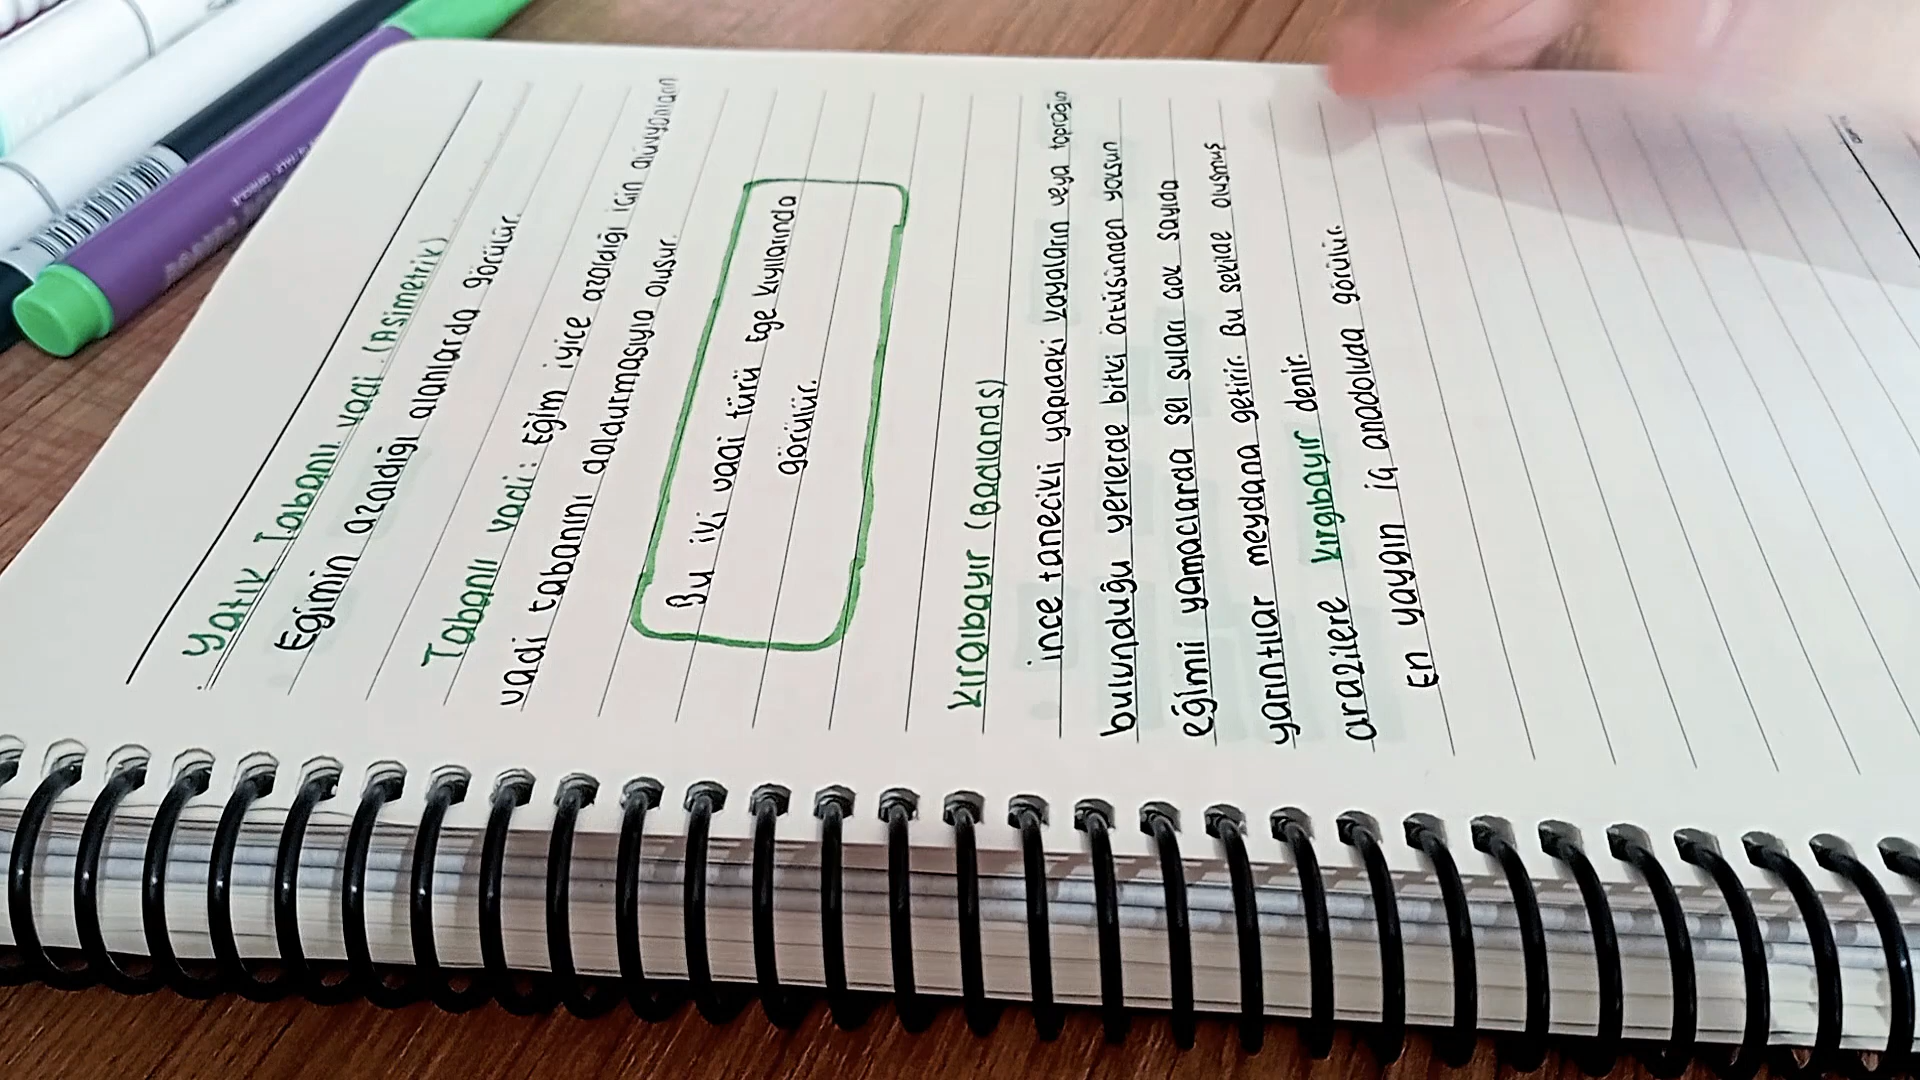 Yatık Tabanlı Vadi (Asimetrik)
Eğimin azaldığı alanlarda görülür.
Tabanlı Vadi: Eğim iyice azaldığı için alüvyonların
vadi tabanını doldurmasıyla oluşur.
Bu iki vadi türü Ege kıyılarında
görülür.
Kırgıbayır (Badlands)
İnce tanecikli yapıdaki kayaların veya toprağın
bulunduğu yerlerde bitki örtüsünden yoksun
eğimli yamaclarda sel suları çok sayıda
yarıntılar meydana getirir. Bu şekilde oluşmuş
arazilere kırgıbayır denir.
En yaygın iç anadoluda görülür.